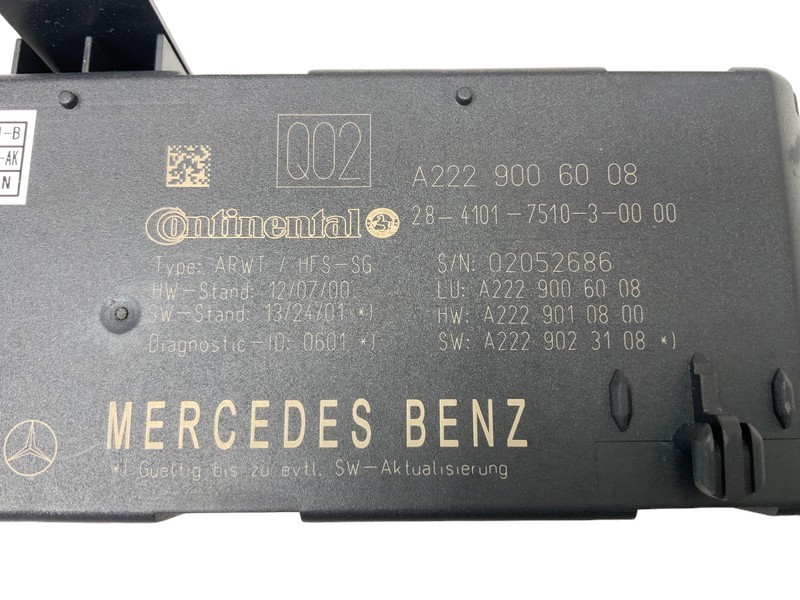 -B
-AK
N
Q02
A222 900 60 08
Continental
28-4101-7510-3-00 00
Type: ARWT / HFS-SG
S/N: 02052686
HW-Stand: 12/07/00
LU: A222 900 60 08
SW-Stand: 13/24/01 *)
HW: A222 901 08 00
Diagnostic-ID: 0601 *)
SW: A222 902 31 08 *)
MERCEDES BENZ
*) Gueltig bis zu evtl. SW-Aktualisierung